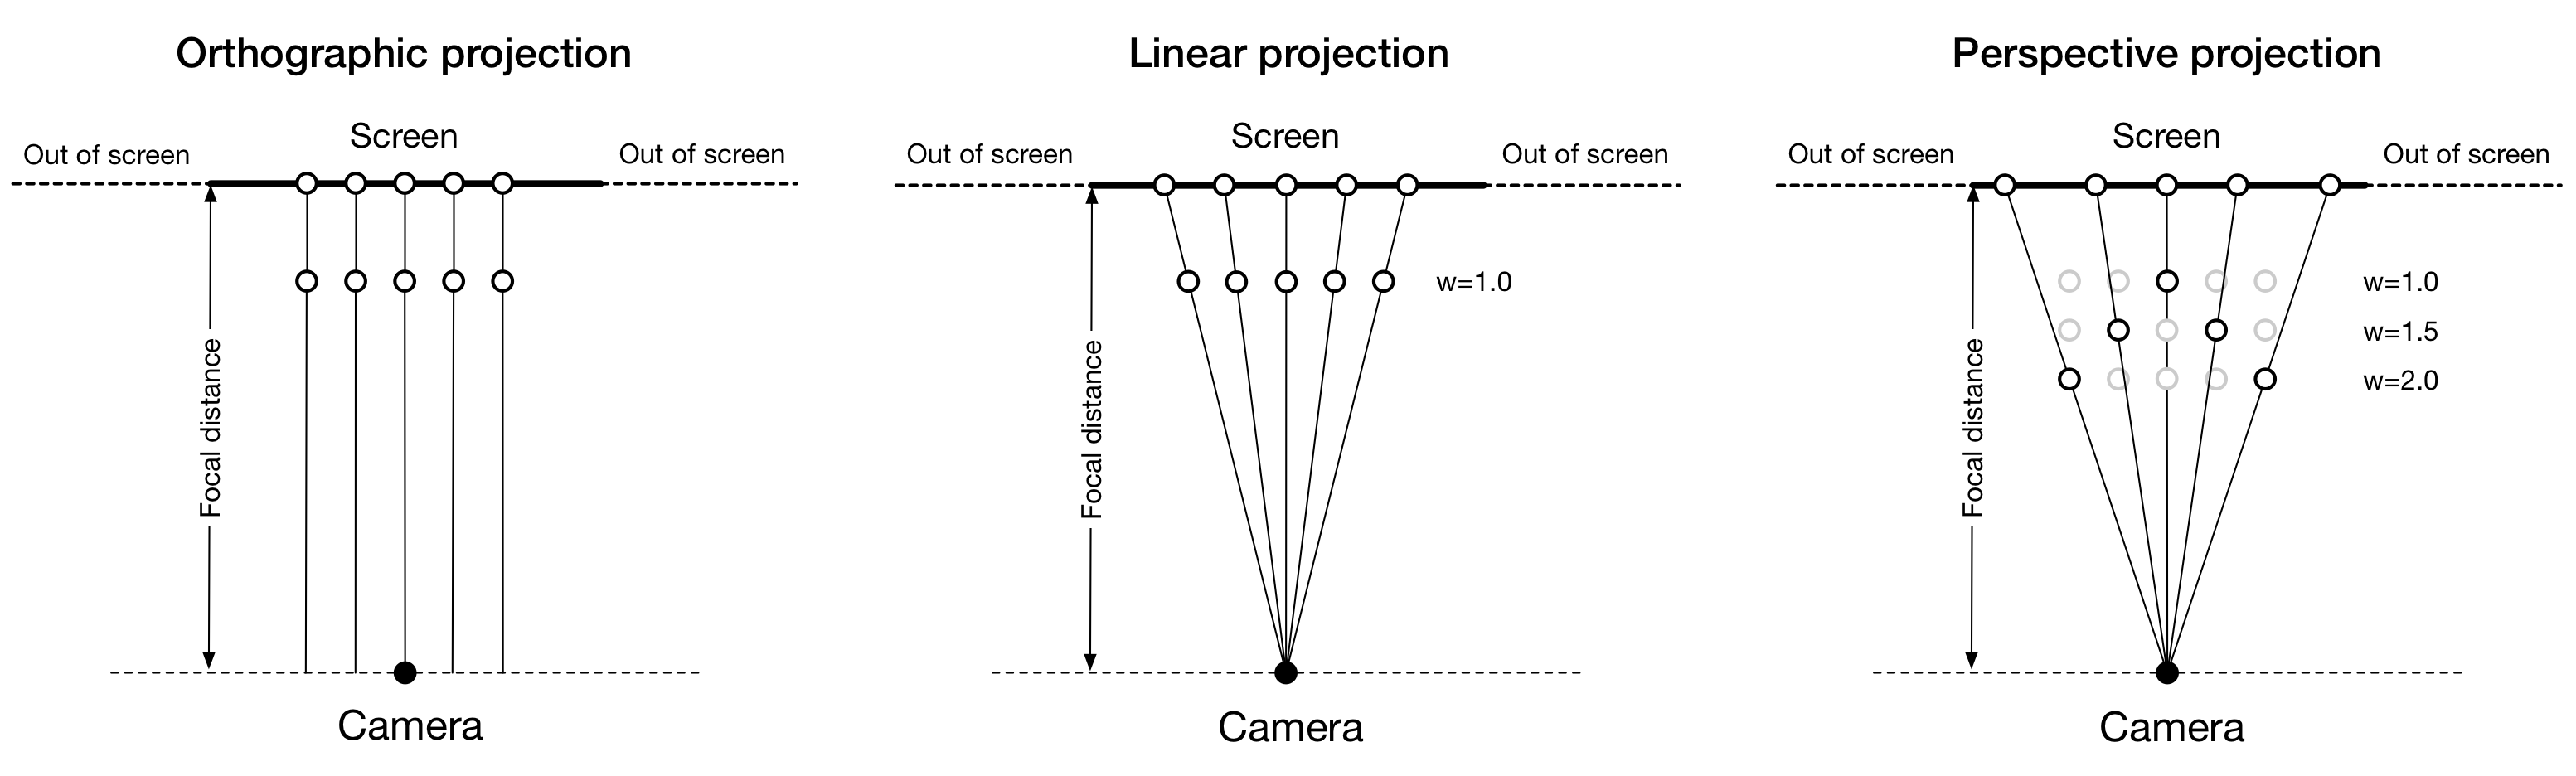 Orthographic projection
Screen
Out of screen
Out of screen
Focal distance
Camera
Linear projection
Screen
Out of screen
Out of screen
w=1.0
Focal distance
Camera
Perspective projection
Screen
Out of screen
Out of screen
w=1.0
w=1.5
w=2.0
Focal distance
Camera